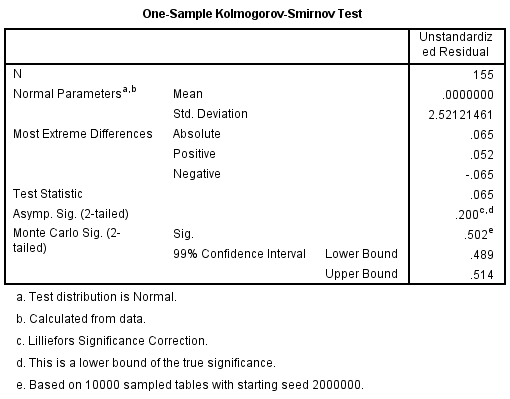 One-Sample Kolmogorov-Smirnov Test
Unstandardiz
ed Residual
N 155
Normal Parametersa,b Mean .0000000
Std. Deviation 2.52121461
Most Extreme Differences Absolute .065
Positive .052
Negative -.065
Test Statistic .065
Asymp. Sig. (2-tailed) .200c,d
Monte Carlo Sig. (2-
tailed) Sig. .502e
99% Confidence Interval Lower Bound .489
Upper Bound .514
a. Test distribution is Normal.
b. Calculated from data.
c. Lilliefors Significance Correction.
d. This is a lower bound of the true significance.
e. Based on 10000 sampled tables with starting seed 2000000.